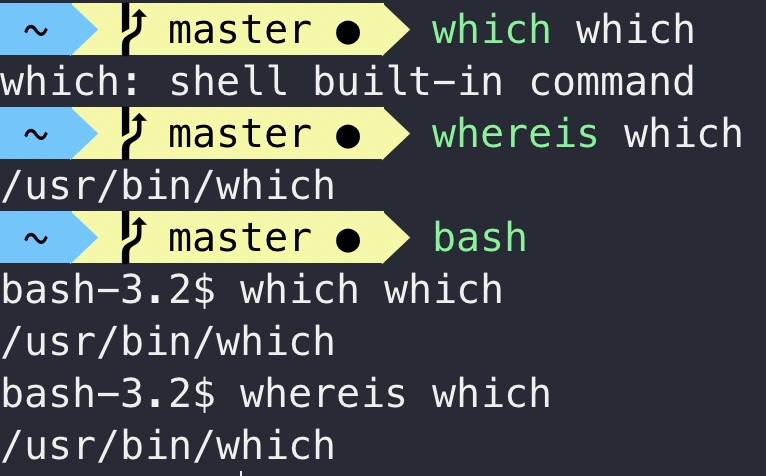 ~ master ● which which
which: shell built-in command
~ master ● whereis which
/usr/bin/which
~ master ● bash
bash-3.2$ which which
/usr/bin/which
bash-3.2$ whereis which
/usr/bin/which